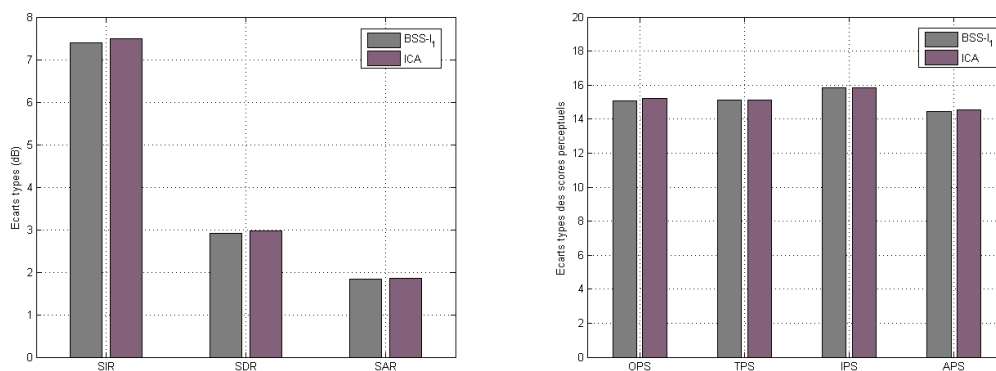 8
7
6
5
4
3
2
1
0
Ecarts types (dB)
SIR
SDR
SAR
BSS-l₁
ICA
20
18
16
14
12
10
8
6
4
2
0
Ecarts types des scores perceptuels
OPS
TPS
IPS
APS
BSS-l₁
ICA